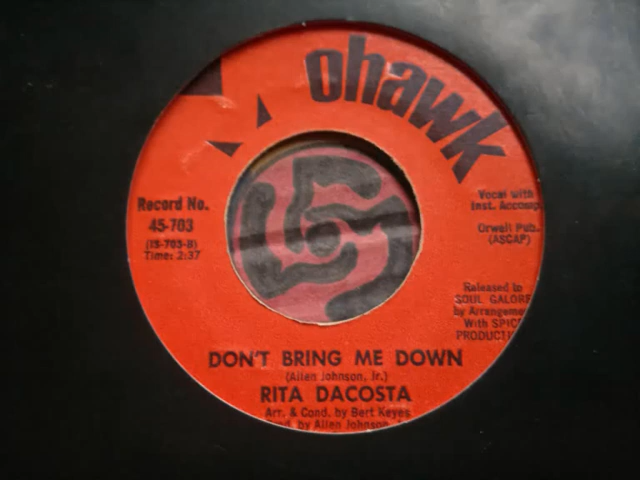 Mohawk
Record No.
45-703
(IS-703-B)
Time: 2:37
Vocal with
Inst. Accomp.
Orwell Pub.
(ASCAP)
Released to
SOUL GALORE
by Arrangeme
With SPIC
PRODUCTI
DON'T BRING ME DOWN
(Allen Johnson, Jr.)
RITA DACOSTA
Arr. & Cond. by Bert Keyes
by Allen Johnson